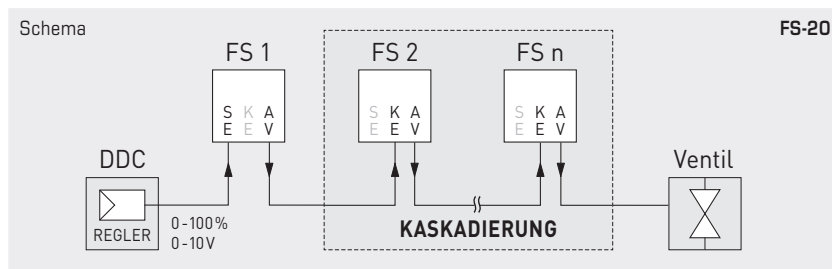 Schema
FS-20
FS 1
FS 2
FS n
S K A
E E V
S K A
E E V
S K A
E E V
DDC
REGLER
0-100%
0-10V
KASKADIERUNG
Ventil